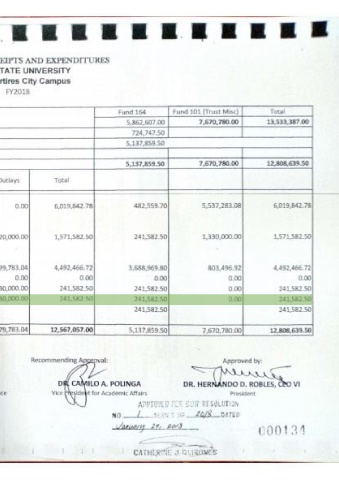 EIPTS AND EXPENDITURES
STATE UNIVERSITY
rtires City Campus
FY2018
Fund 164 Fund 101 (Trust Misc) Total
5,862,607.00 7,670,780.00 13,533,387.00
724,747.50
5,137,859.50
5,137,859.50 7,670,780.00 12,808,639.50
Outlays Total
0.00 6,019,842.78 482,559.70 5,537,283.08 6,019,842.78
20,000.00 1,571,582.50 241,582.50 1,330,000.00 1,571,582.50
99,783.04 4,492,466.72 3,688,969.80 803,496.92 4,492,466.72
0.00 0.00 0.00 0.00 0.00
30,000.00 241,582.50 241,582.50 0.00 241,582.50
30,000.00 241,582.50 241,582.50 0.00 241,582.50
241,582.50 241,582.50
79,783.04 12,567,057.00 5,137,859.50 7,670,780.00 12,808,639.50
Recommending Approval: Approved by:
DR. CAMILO A. POLINGA DR. HERNANDO D. ROBLES, CEO VI
ce Vice President for Academic Affairs President
APPROVED PER BOR RESOLUTION
NO. 1 SERIES OF 2018 DATED
January 29, 2018
000134
CATHERINE J. QUIRONES